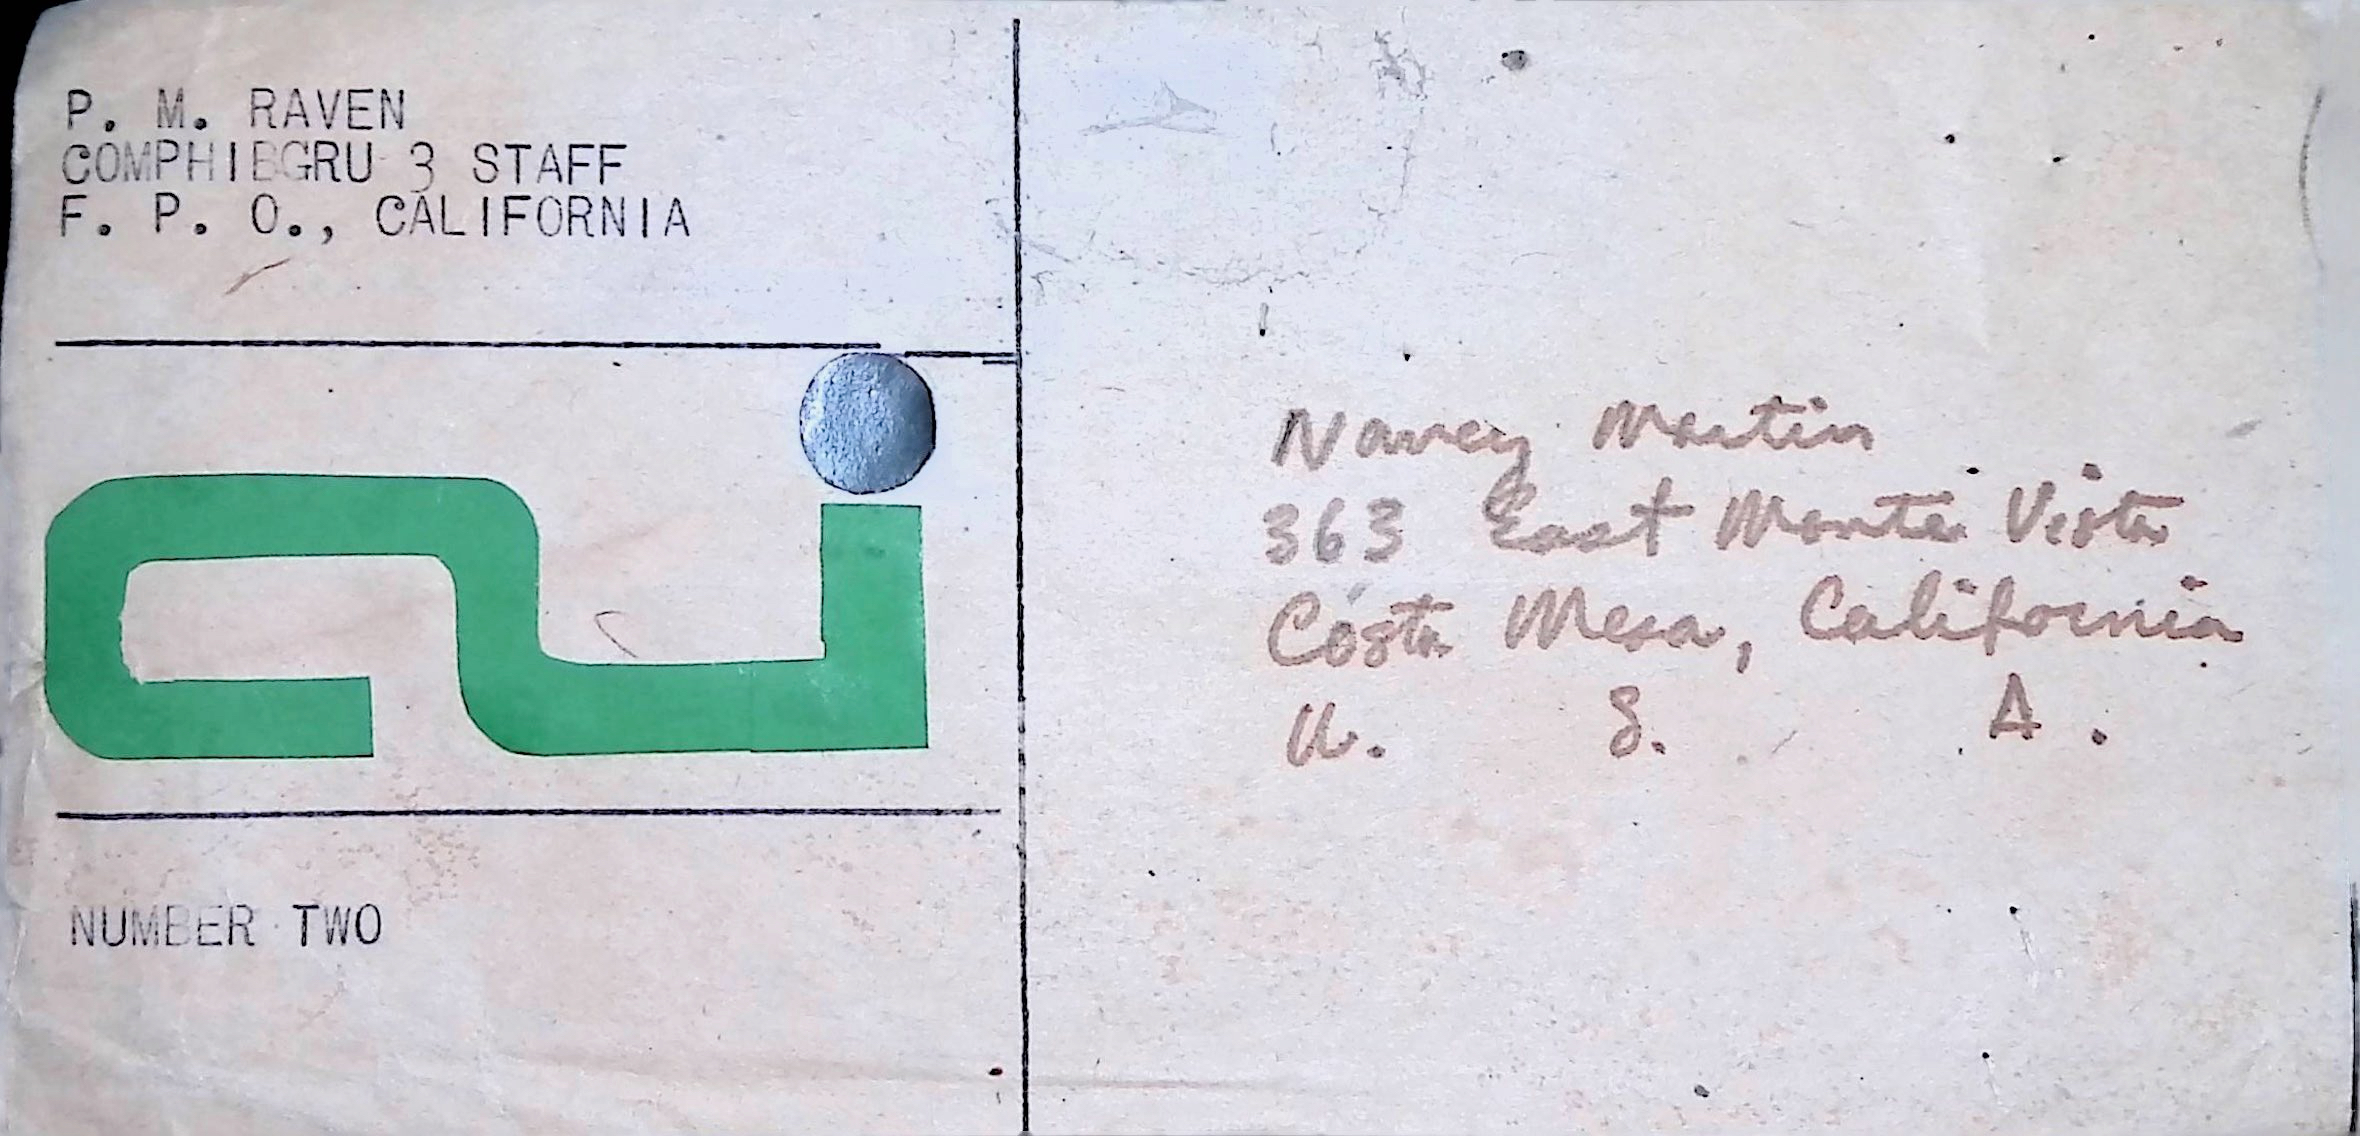 P. M. RAVEN
COMPHIBGRU 3 STAFF
F. P. O., CALIFORNIA
NUMBER TWO
Nancy Martin
363 East Monte Vista
Costa Mesa, California
U. S. A.